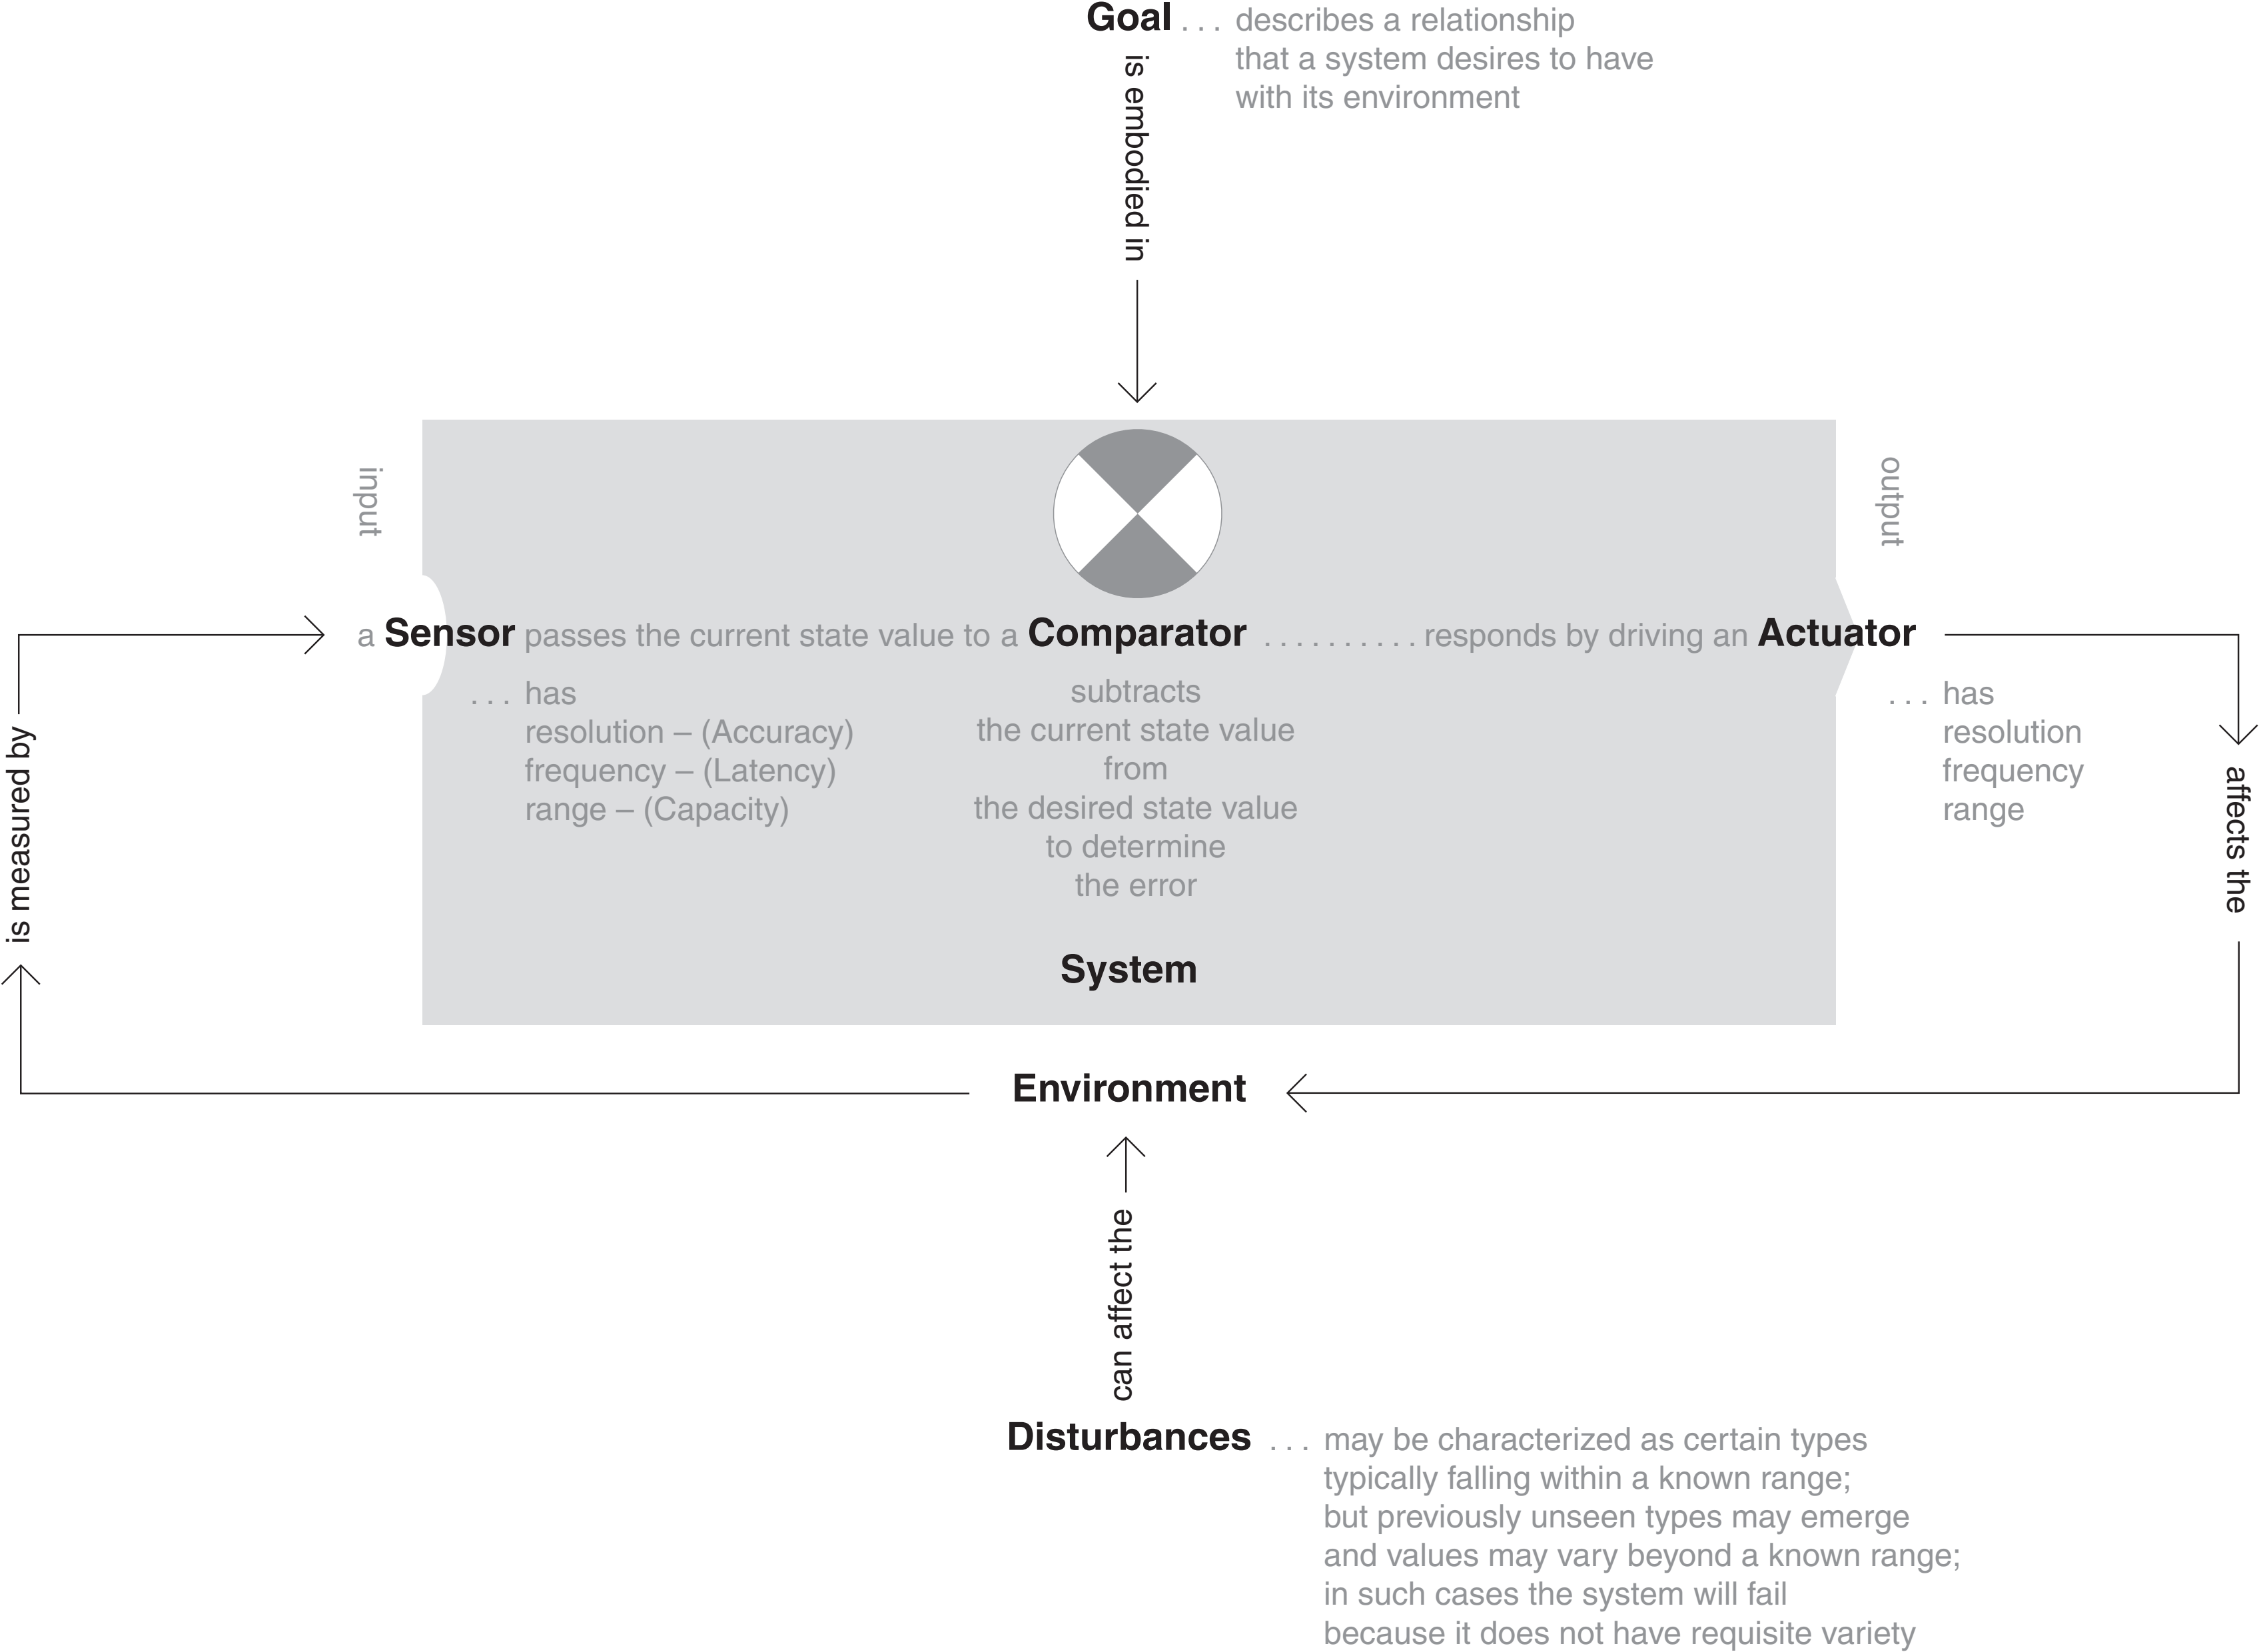 Goal . . . describes a relationship
that a system desires to have
with its environment
is embodied in
input
output
a Sensor passes the current state value to a Comparator . . . . . . . . . . responds by driving an Actuator
. . . has
resolution – (Accuracy)
frequency – (Latency)
range – (Capacity)
subtracts
the current state value
from
the desired state value
to determine
the error
. . . has
resolution
frequency
range
is measured by
affects the
System
Environment
can affect the
Disturbances . . . may be characterized as certain types
typically falling within a known range;
but previously unseen types may emerge
and values may vary beyond a known range;
in such cases the system will fail
because it does not have requisite variety